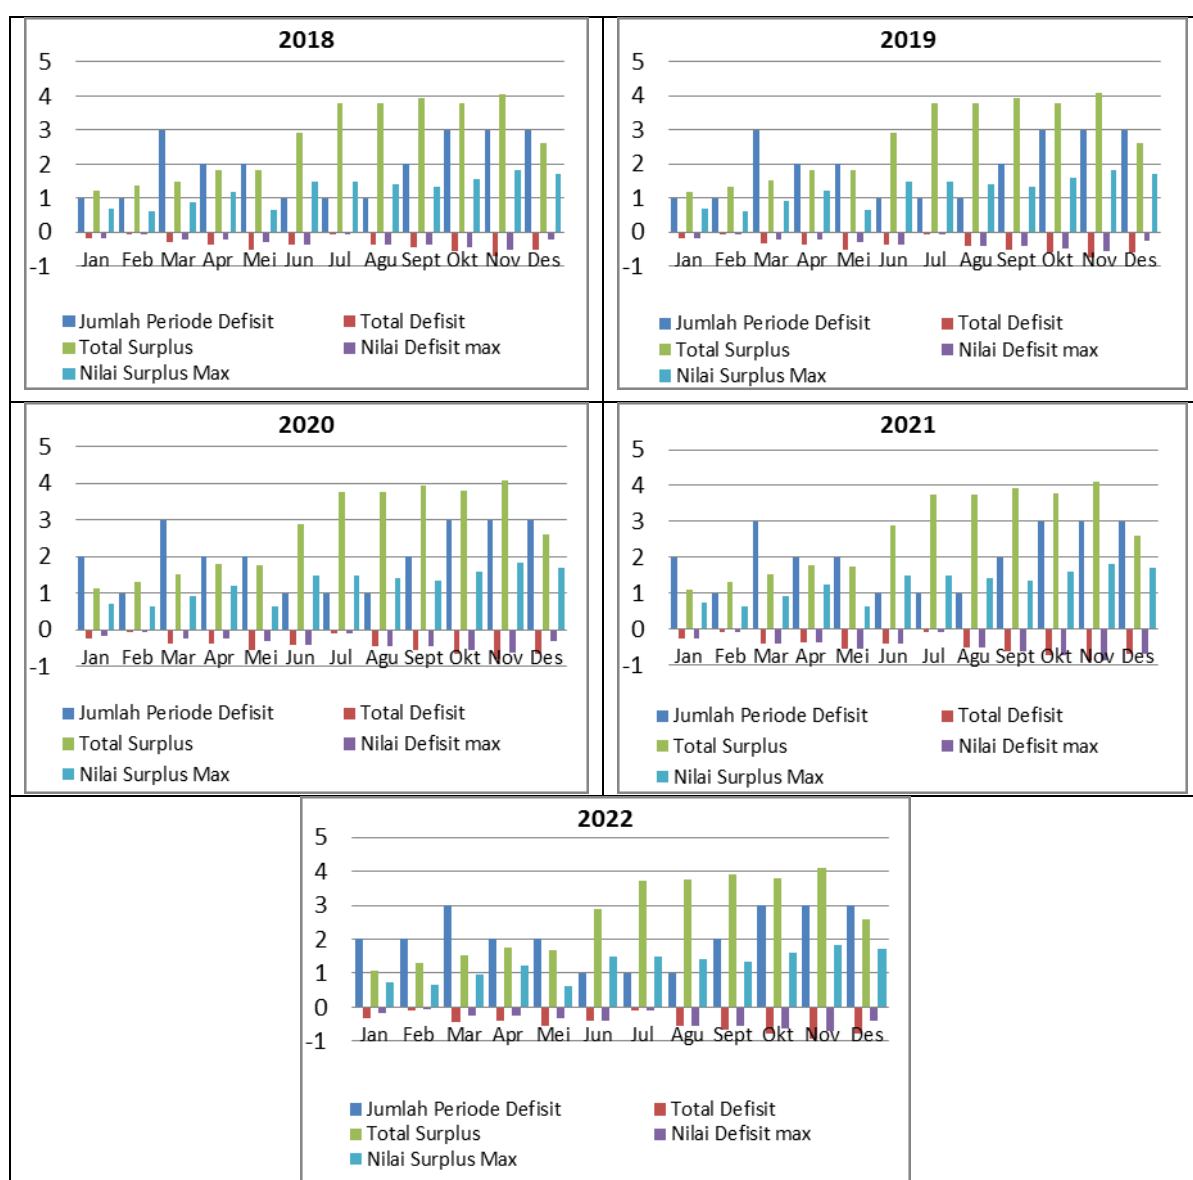 2018
5
4
3
2
1
0
-1
Jan Feb Mar Apr Mei Jun Jul Agu Sept Okt Nov Des
Jumlah Periode Defisit Total Defisit
Total Surplus Nilai Defisit max
Nilai Surplus Max
2019
5
4
3
2
1
0
-1
Jan Feb Mar Apr Mei Jun Jul Agu Sept Okt Nov Des
Jumlah Periode Defisit Total Defisit
Total Surplus Nilai Defisit max
Nilai Surplus Max
2020
5
4
3
2
1
0
-1
Jan Feb Mar Apr Mei Jun Jul Agu Sept Okt Nov Des
Jumlah Periode Defisit Total Defisit
Total Surplus Nilai Defisit max
Nilai Surplus Max
2021
5
4
3
2
1
0
-1
Jan Feb Mar Apr Mei Jun Jul Agu Sept Okt Nov Des
Jumlah Periode Defisit Total Defisit
Total Surplus Nilai Defisit max
Nilai Surplus Max
2022
5
4
3
2
1
0
-1
Jan Feb Mar Apr Mei Jun Jul Agu Sept Okt Nov Des
Jumlah Periode Defisit Total Defisit
Total Surplus Nilai Defisit max
Nilai Surplus Max